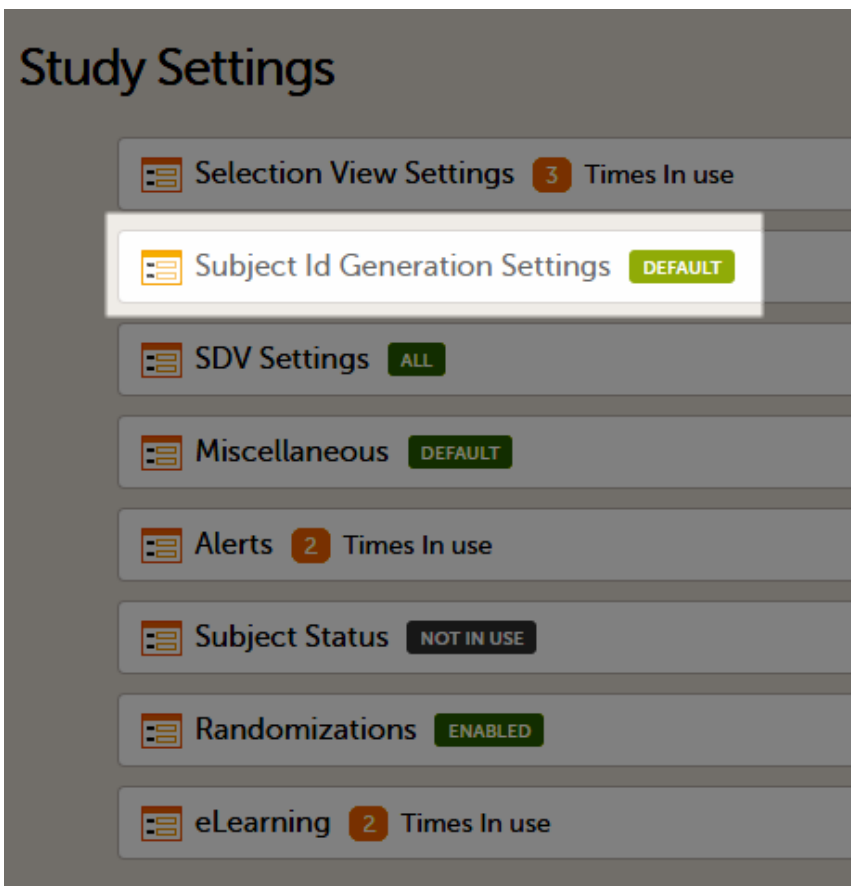 Study Settings
Selection View Settings 3 Times In use
Subject Id Generation Settings DEFAULT
SDV Settings ALL
Miscellaneous DEFAULT
Alerts 2 Times In use
Subject Status NOT IN USE
Randomizations ENABLED
eLearning 2 Times In use